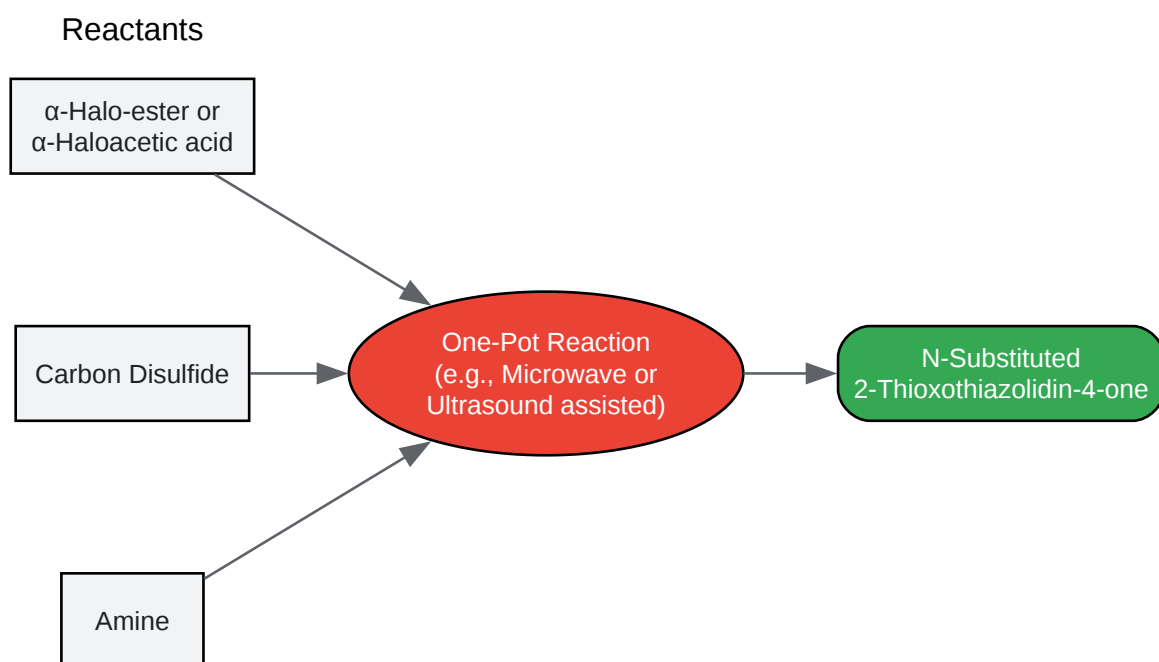 Reactants
α-Halo-ester or
α-Haloacetic acid
Carbon Disulfide
One-Pot Reaction
(e.g., Microwave or
Ultrasound assisted)
N-Substituted
2-Thioxothiazolidin-4-one
Amine